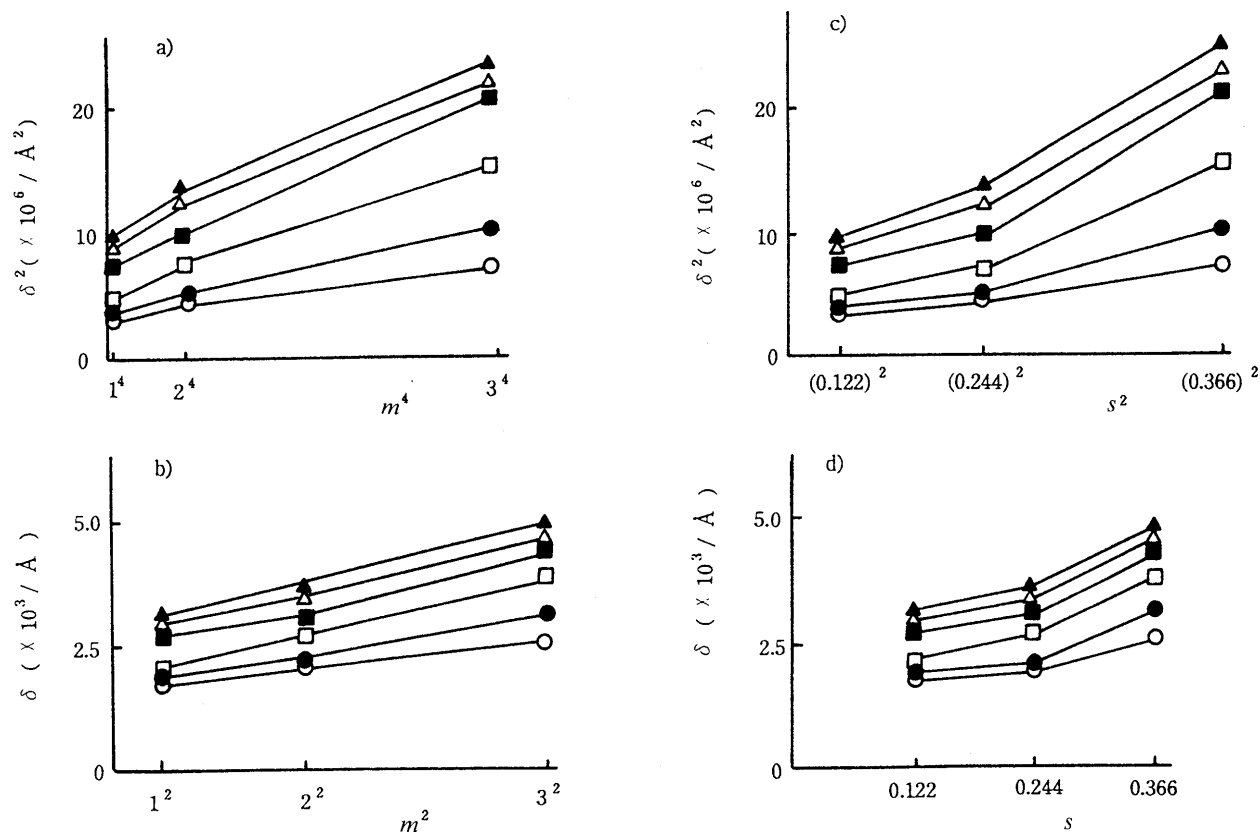 a)
20
10
0
δ² ( χ 10⁶ / Å² )
1⁴ 2⁴ 3⁴
m⁴
c)
20
10
0
δ² ( χ 10⁶ / Å² )
(0.122)² (0.244)² (0.366)²
s²
b)
5.0
2.5
0
δ ( χ 10³ / Å )
1² 2² 3²
m²
d)
5.0
2.5
0
δ ( χ 10³ / Å )
0.122 0.244 0.366
s